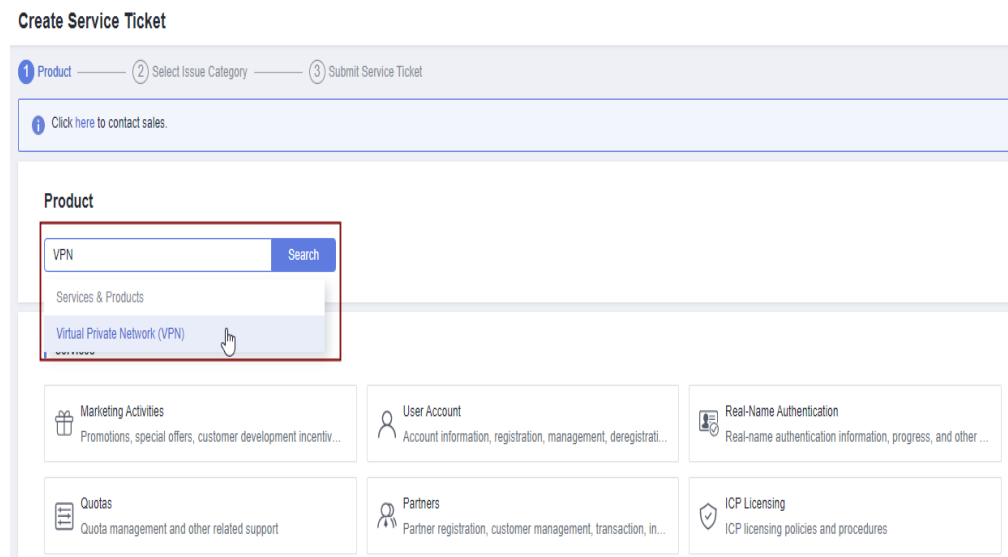 Create Service Ticket
1 Product 2 Select Issue Category 3 Submit Service Ticket
Click here to contact sales.
Product
VPN Search
Services & Products
Virtual Private Network (VPN)
Marketing Activities
Promotions, special offers, customer development incentiv...
User Account
Account information, registration, management, deregistrati...
Real-Name Authentication
Real-name authentication information, progress, and other ...
Quotas
Quota management and other related support
Partners
Partner registration, customer management, transaction, in...
ICP Licensing
ICP licensing policies and procedures